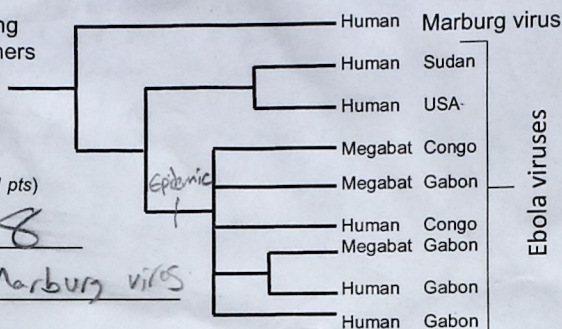 ng
ners
Human Marburg virus
Human Sudan
Human USA
Megabat Congo
Epidemic
Megabat Gabon
pts)
8
Human Congo
Megabat Gabon
Marburg virus
Human Gabon
Human Gabon
Ebola viruses